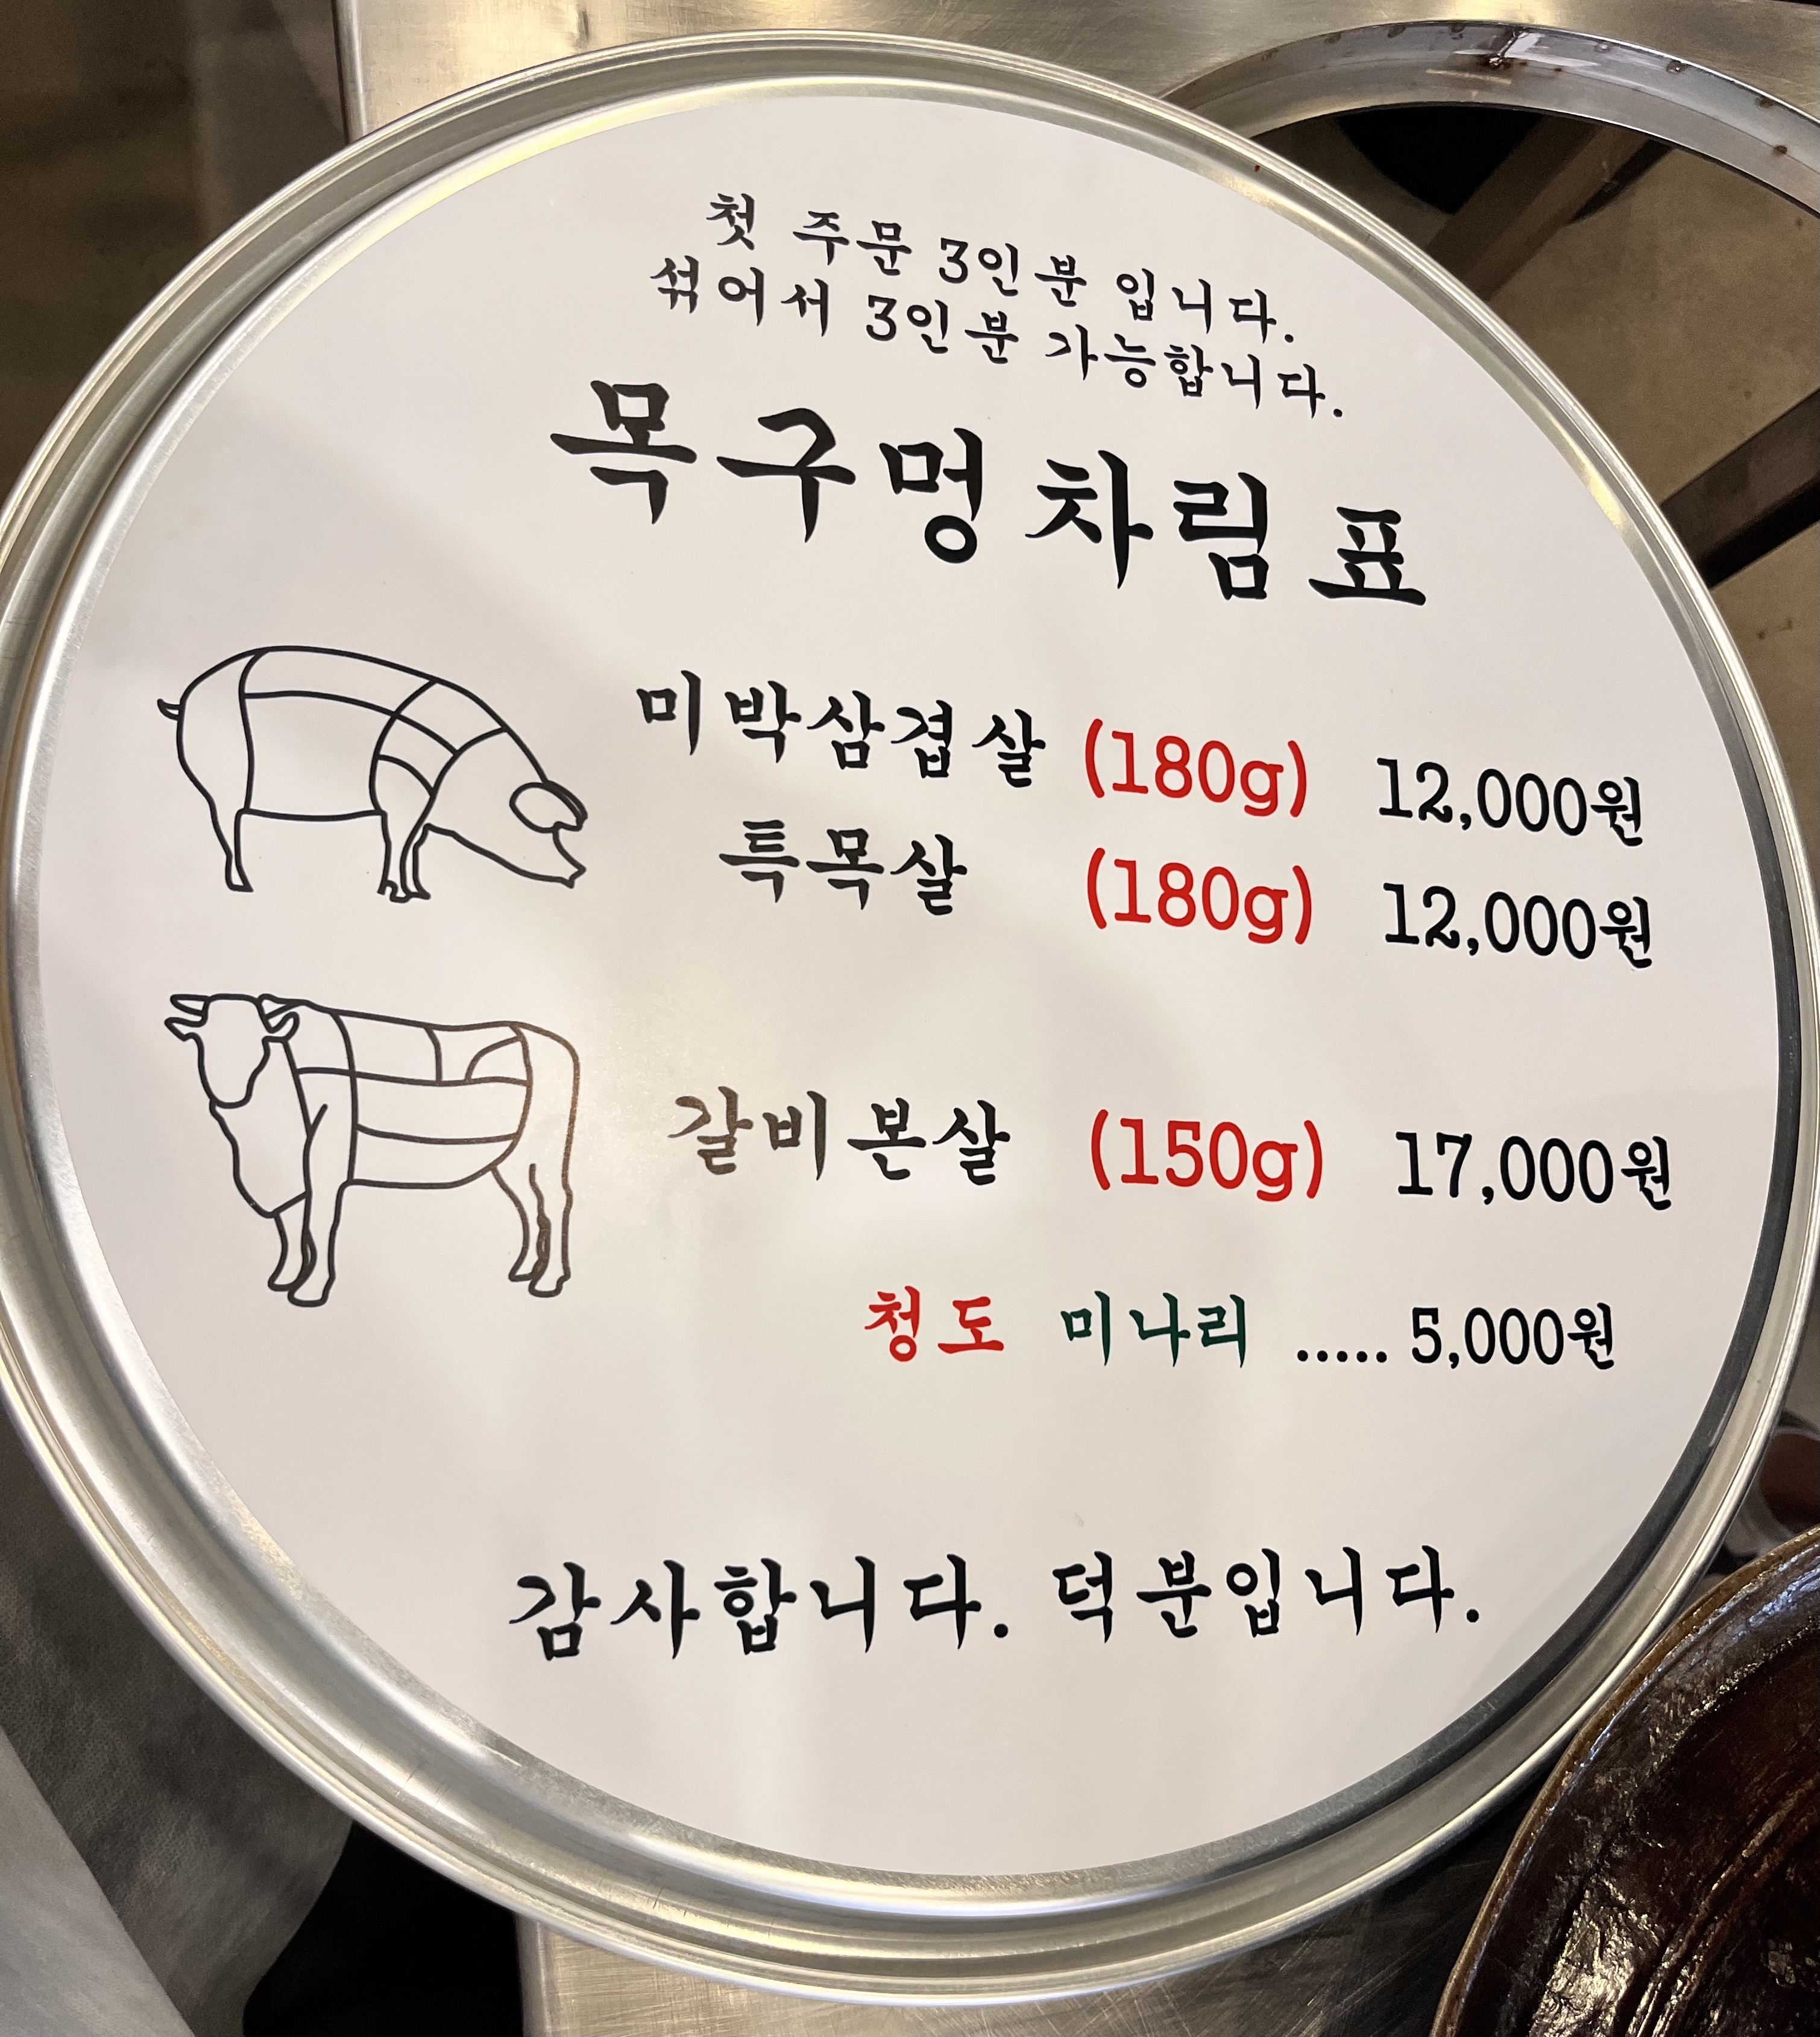 첫 주문 3인분 입니다.
섞어서 3인분 가능합니다.
목구멍 차림표
미박삼겹살 (180g) 12,000원
특목살 (180g) 12,000원
갈비본살 (150g) 17,000원
청도 미나리 ..... 5,000원
감사합니다. 덕분입니다.